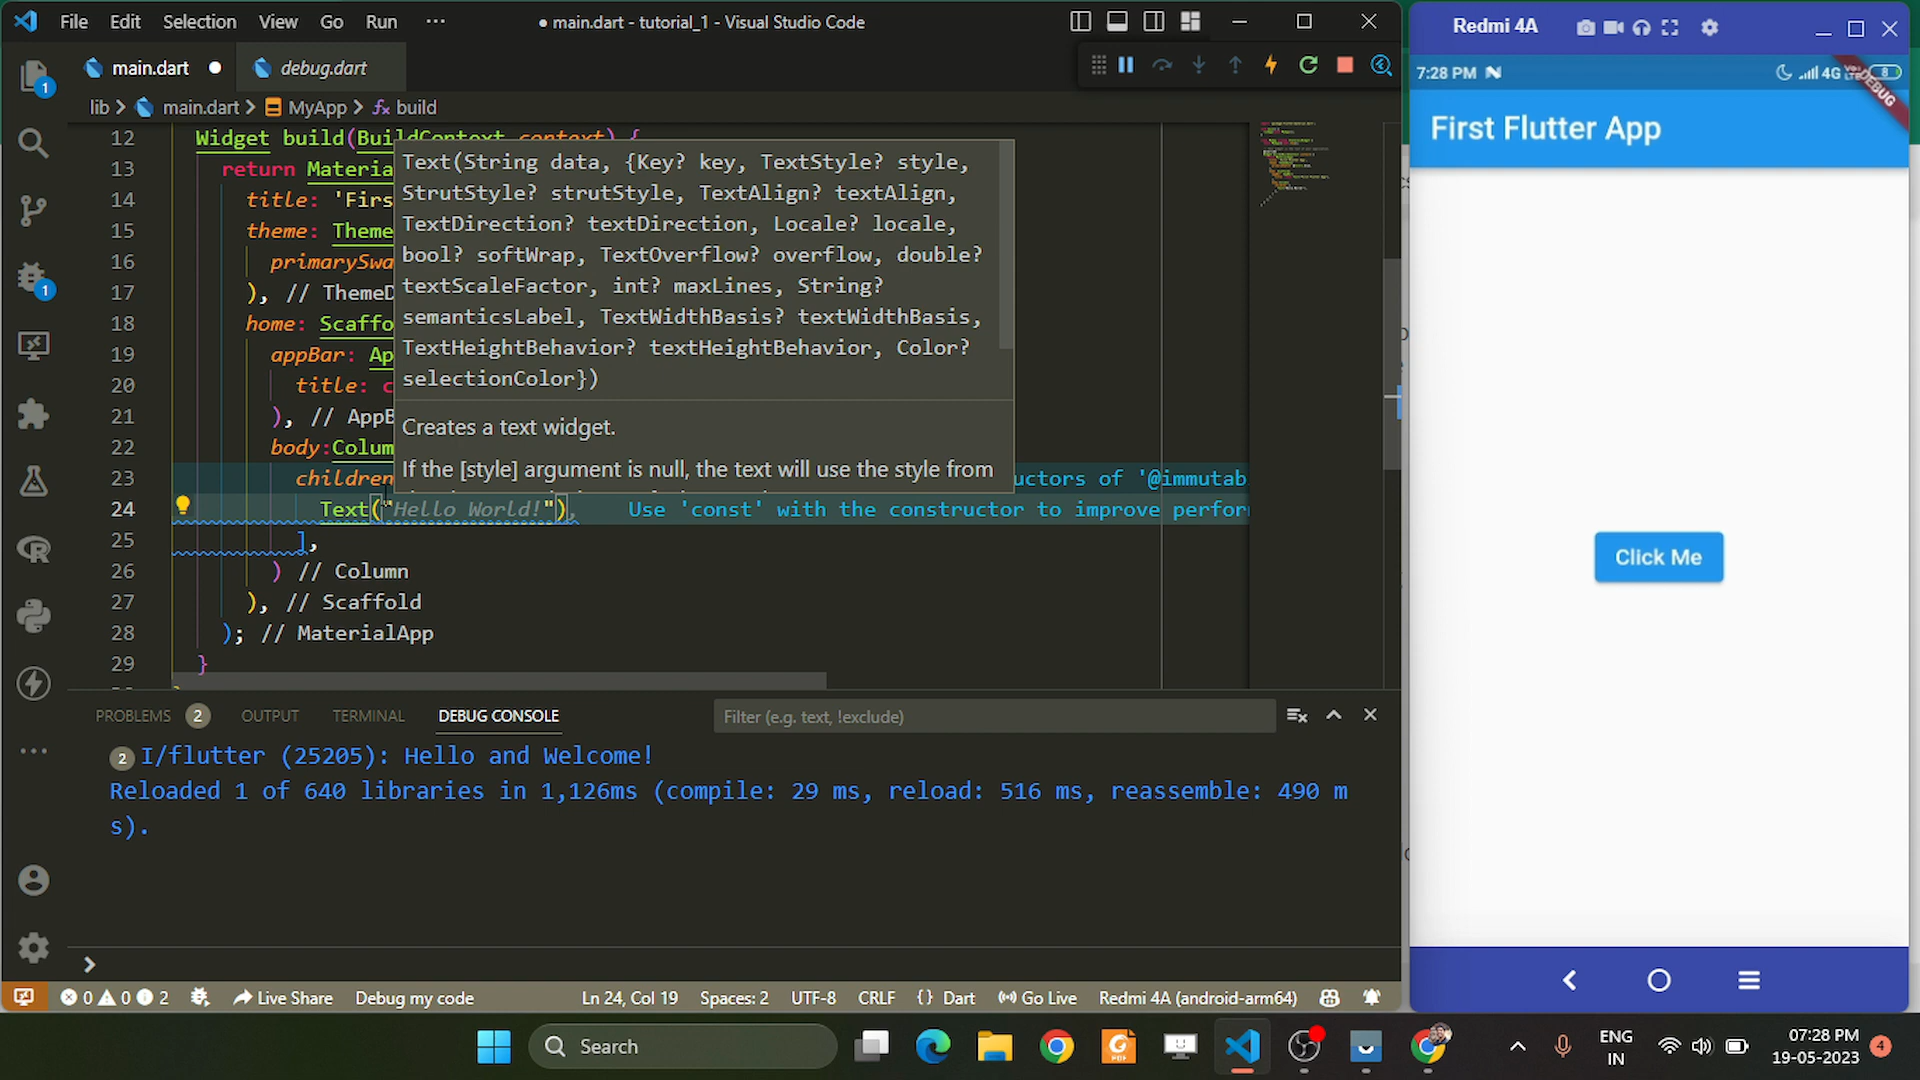 File Edit Selection View Go Run ··· ● main.dart - tutorial_1 - Visual Studio Code
main.dart ● debug.dart
lib > main.dart > MyApp > build
12 Widget build(BuildContext context) {
13 return Materia
14 title: 'Firs
15 theme: Theme
16 primarySwa
17 ), // ThemeD
18 home: Scaffo
19 appBar: Ap
20 title: c
21 ), // AppB
22 body:Colum
23 children uctors of '@immutab
24 Text("Hello World!"), Use 'const' with the constructor to improve perfor
25 ],
26 ) // Column
27 ), // Scaffold
28 ); // MaterialApp
29 }
Text(String data, {Key? key, TextStyle? style,
StrutStyle? strutStyle, TextAlign? textAlign,
TextDirection? textDirection, Locale? locale,
bool? softWrap, TextOverflow? overflow, double?
textScaleFactor, int? maxLines, String?
semanticsLabel, TextWidthBasis? textWidthBasis,
TextHeightBehavior? textHeightBehavior, Color?
selectionColor})
Creates a text widget.
If the [style] argument is null, the text will use the style from
PROBLEMS 2 OUTPUT TERMINAL DEBUG CONSOLE Filter (e.g. text, !exclude)
2 I/flutter (25205): Hello and Welcome!
Reloaded 1 of 640 libraries in 1,126ms (compile: 29 ms, reload: 516 ms, reassemble: 490 m
s).
1
1
0 0 2 Live Share Debug my code Ln 24, Col 19 Spaces: 2 UTF-8 CRLF {} Dart Go Live Redmi 4A (android-arm64)
Redmi 4A
7:28 PM 4G 8
DEBUG
First Flutter App
Click Me
Search
ENG
IN
07:28 PM
19-05-2023
4